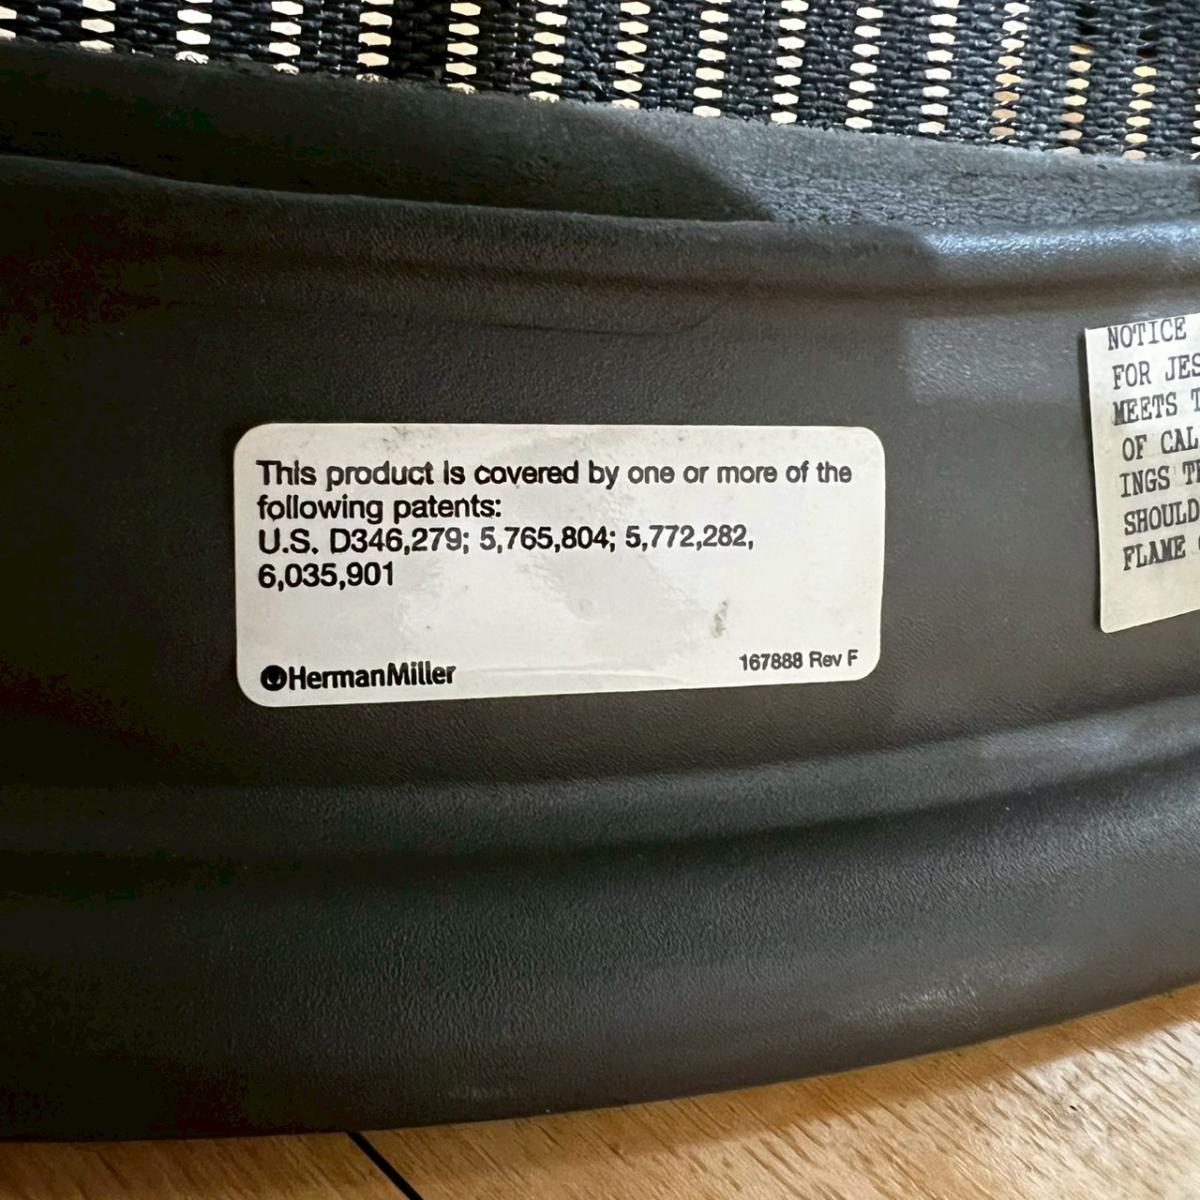 This product is covered by one or more of the
following patents:
U.S. D346,279; 5,765,804; 5,772,282,
6,035,901
HermanMiller
167888 Rev F
NOTICE
FOR JES
MEETS T
OF CAL
INGS T
SHOULD
FLAME